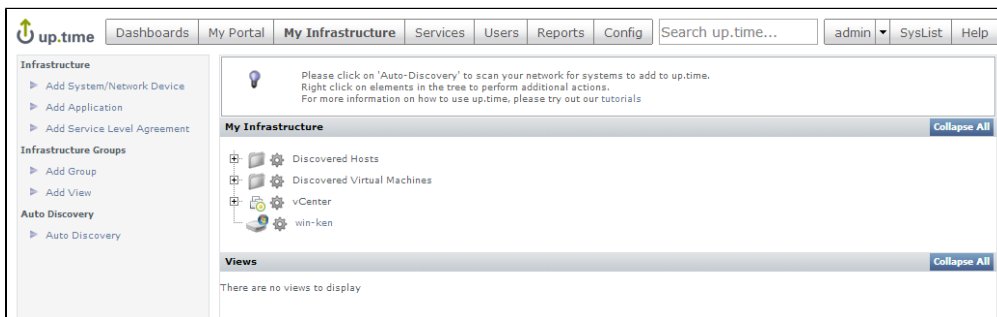 up.time
Dashboards My Portal My Infrastructure Services Users Reports Config Search up.time... admin SysList Help
Infrastructure
Add System/Network Device
Add Application
Add Service Level Agreement
Infrastructure Groups
Add Group
Add View
Auto Discovery
Auto Discovery
Please click on 'Auto-Discovery' to scan your network for systems to add to up.time.
Right click on elements in the tree to perform additional actions.
For more information on how to use up.time, please try out our tutorials
My Infrastructure Collapse All
Discovered Hosts
Discovered Virtual Machines
vCenter
win-ken
Views Collapse All
There are no views to display